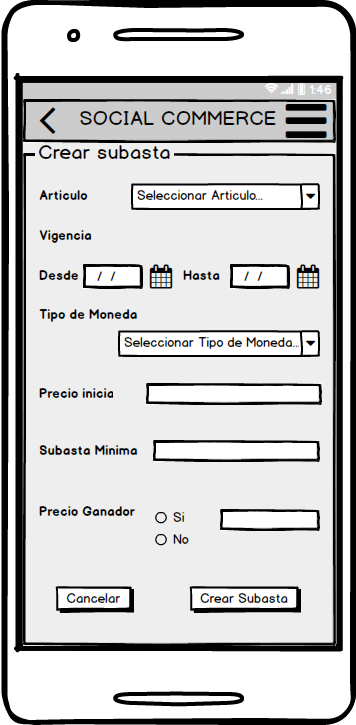 1:46
SOCIAL COMMERCE
Crear subasta
Articulo Seleccionar Articulo...
Vigencia
Desde / / Hasta / /
Tipo de Moneda
Seleccionar Tipo de Moneda...
Precio inicia
Subasta Minima
Precio Ganador Si
No
Cancelar Crear Subasta